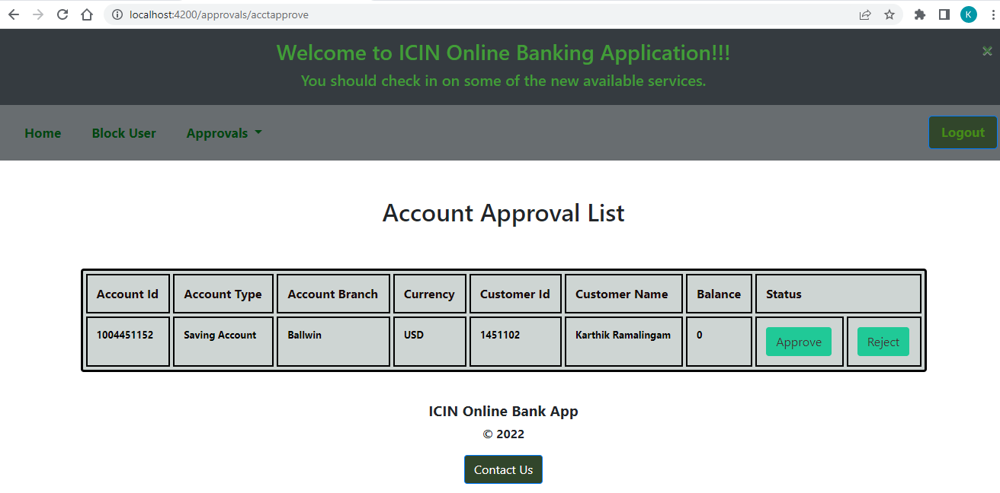 localhost:4200/approvals/acctapprove
K
Welcome to ICIN Online Banking Application!!!
×
You should check in on some of the new available services.
Home Block User Approvals Logout
Account Approval List
Account Id Account Type Account Branch Currency Customer Id Customer Name Balance Status
1004451152 Saving Account Ballwin USD 1451102 Karthik Ramalingam 0 Approve Reject
ICIN Online Bank App
© 2022
Contact Us